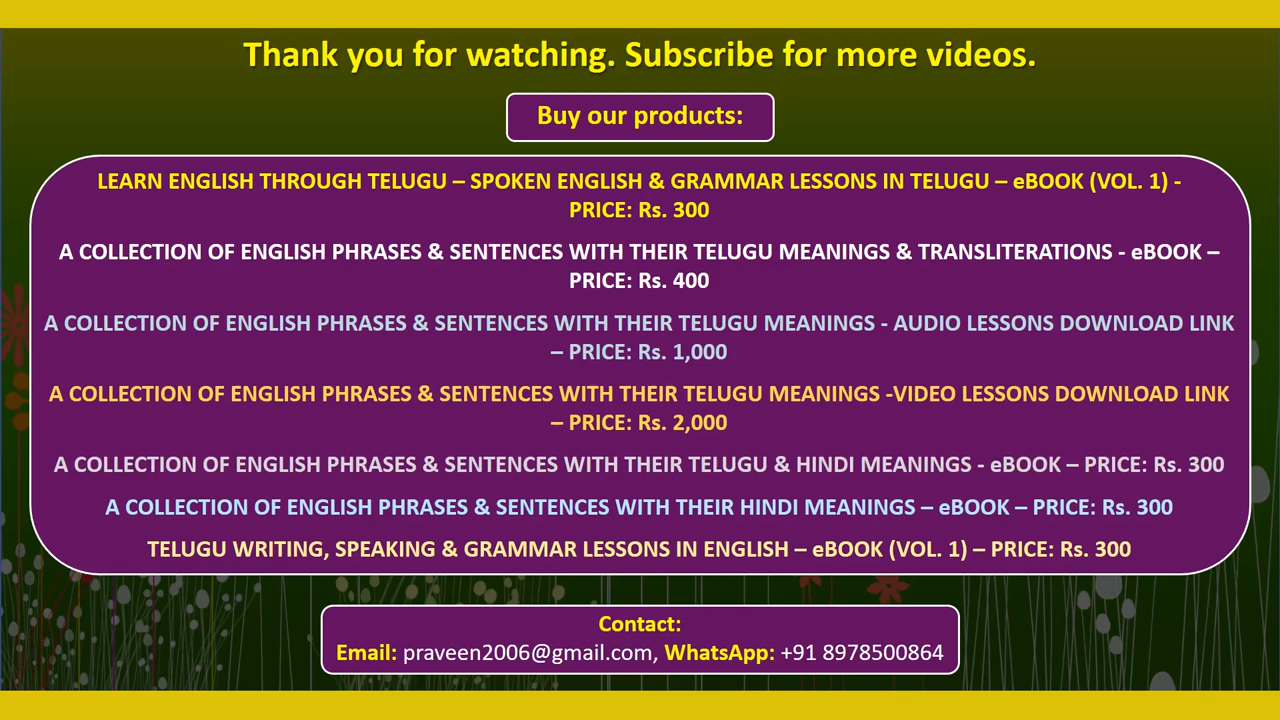 Thank you for watching. Subscribe for more videos.
Buy our products:
LEARN ENGLISH THROUGH TELUGU – SPOKEN ENGLISH & GRAMMAR LESSONS IN TELUGU – eBOOK (VOL. 1) -
PRICE: Rs. 300
A COLLECTION OF ENGLISH PHRASES & SENTENCES WITH THEIR TELUGU MEANINGS & TRANSLITERATIONS - eBOOK –
PRICE: Rs. 400
A COLLECTION OF ENGLISH PHRASES & SENTENCES WITH THEIR TELUGU MEANINGS - AUDIO LESSONS DOWNLOAD LINK
– PRICE: Rs. 1,000
A COLLECTION OF ENGLISH PHRASES & SENTENCES WITH THEIR TELUGU MEANINGS -VIDEO LESSONS DOWNLOAD LINK
– PRICE: Rs. 2,000
A COLLECTION OF ENGLISH PHRASES & SENTENCES WITH THEIR TELUGU & HINDI MEANINGS - eBOOK – PRICE: Rs. 300
A COLLECTION OF ENGLISH PHRASES & SENTENCES WITH THEIR HINDI MEANINGS – eBOOK – PRICE: Rs. 300
TELUGU WRITING, SPEAKING & GRAMMAR LESSONS IN ENGLISH – eBOOK (VOL. 1) – PRICE: Rs. 300
Contact:
Email: praveen2006@gmail.com, WhatsApp: +91 8978500864